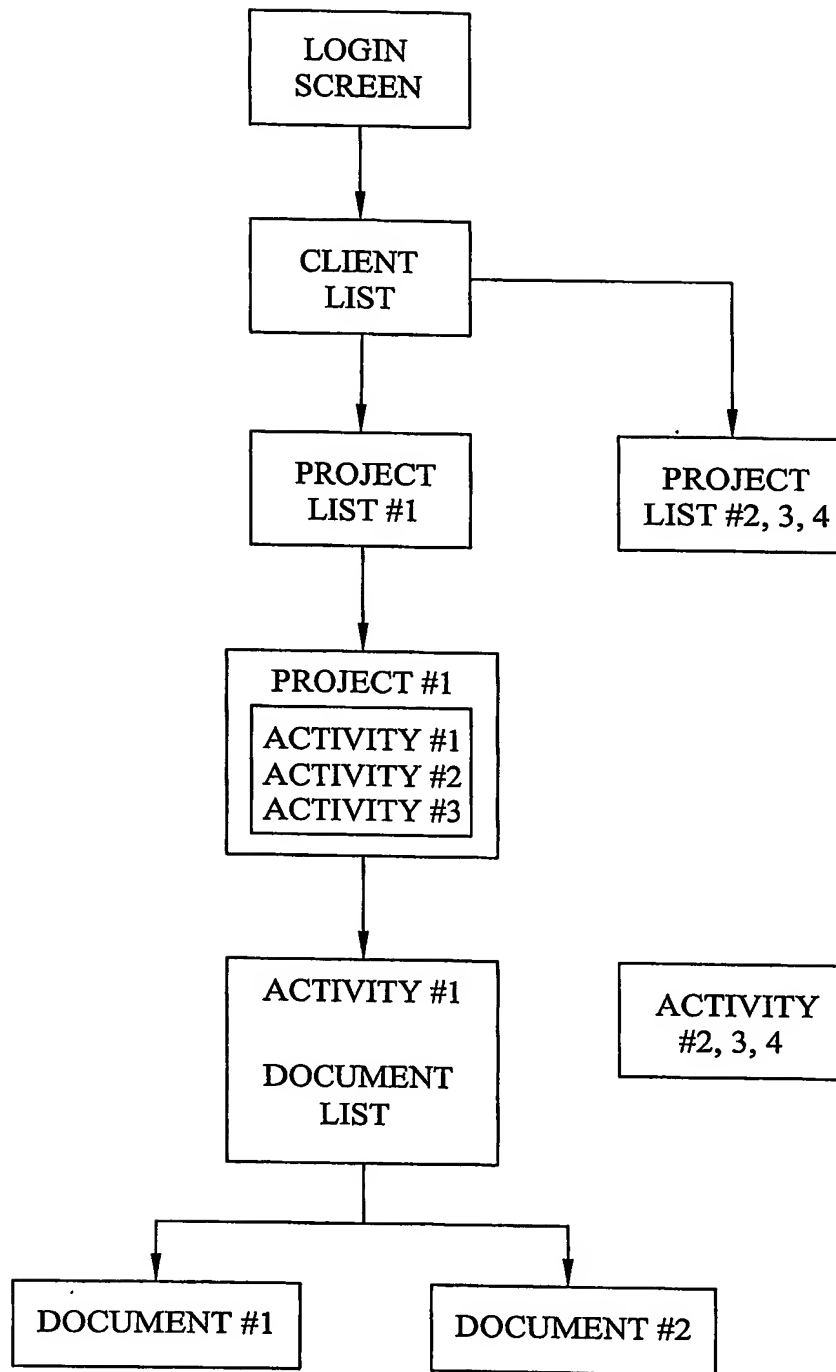 LOGIN
SCREEN
CLIENT
LIST
PROJECT
LIST #1
PROJECT
LIST #2, 3, 4
PROJECT #1
ACTIVITY #1
ACTIVITY #2
ACTIVITY #3
ACTIVITY #1
DOCUMENT
LIST
ACTIVITY
#2, 3, 4
DOCUMENT #1
DOCUMENT #2